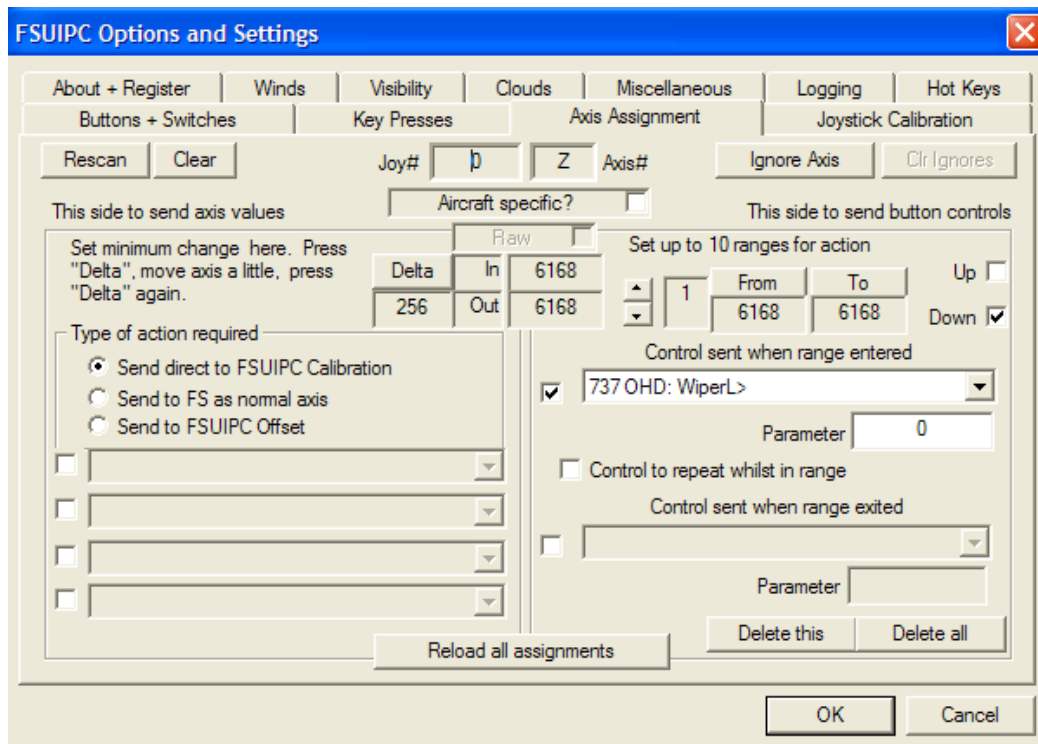 FSUIPC Options and Settings
About + Register Winds Visibility Clouds Miscellaneous Logging Hot Keys
Buttons + Switches Key Presses Axis Assignment Joystick Calibration
Rescan Clear Joy# 0 Z Axis# Ignore Axis Clr Ignores
Aircraft specific?
This side to send axis values
This side to send button controls
Set minimum change here. Press
"Delta", move axis a little, press
"Delta" again.
Raw
Delta In 6168
256 Out 6168
Set up to 10 ranges for action
1 From To
6168 6168
Up
Down
Type of action required
Send direct to FSUIPC Calibration
Send to FS as normal axis
Send to FSUIPC Offset
Control sent when range entered
737 OHD: WiperL>
Parameter 0
Control to repeat whilst in range
Control sent when range exited
Parameter
Delete this Delete all
Reload all assignments
OK Cancel